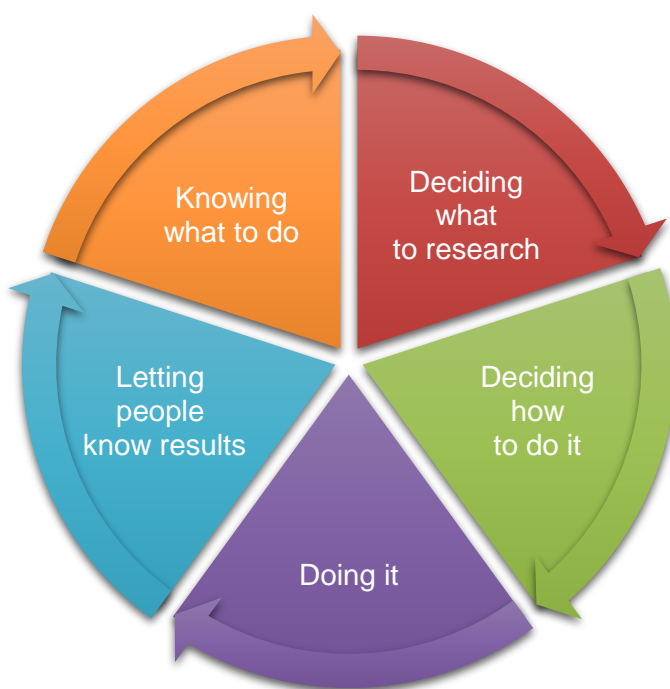 Knowing
what to do
Deciding
what
to research
Letting
people
know results
Deciding
how
to do it
Doing it